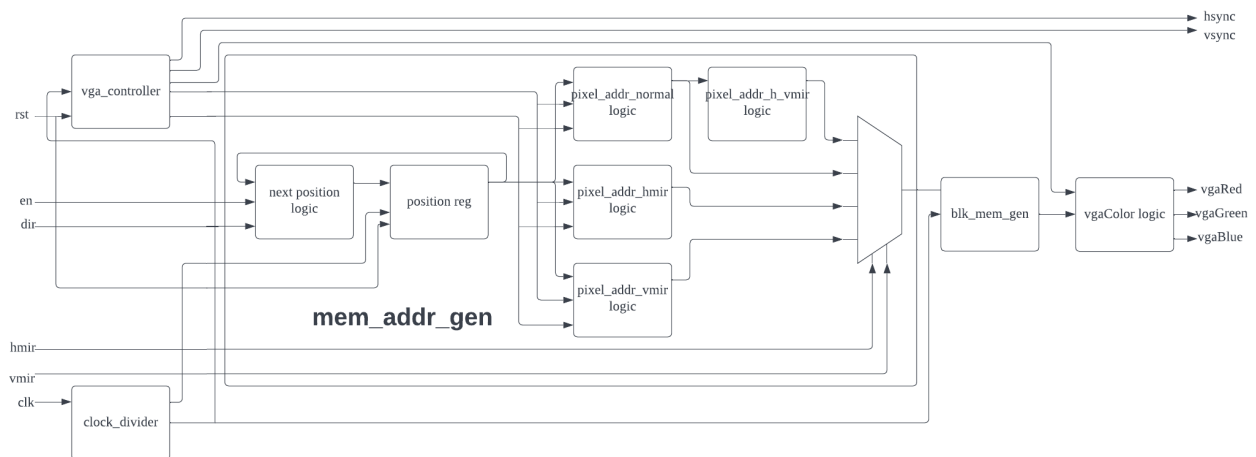 hsync
vsync
vga_controller
rst
pixel_addr_normal
logic
pixel_addr_h_vmir
logic
next position
logic
position reg
pixel_addr_hmir
logic
en
dir
blk_mem_gen
vgaColor logic
vgaRed
vgaGreen
vgaBlue
pixel_addr_vmir
logic
mem_addr_gen
hmir
vmir
clk
clock_divider